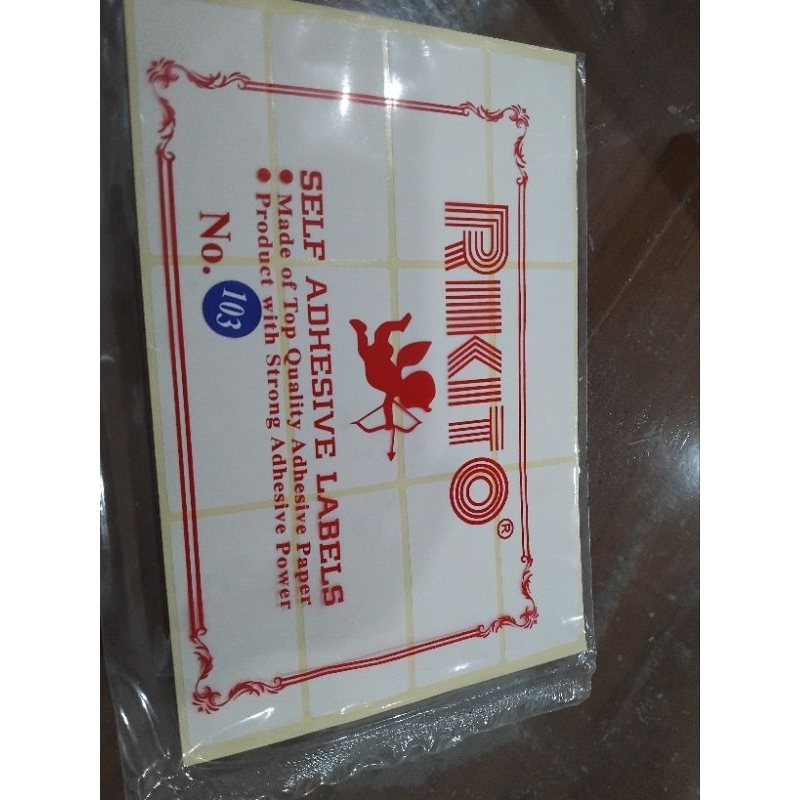 RIKITO®
SELF ADHESIVE LABELS
● Made of Top Quality Adhesive Paper
● Product with Strong Adhesive Power
No. 103